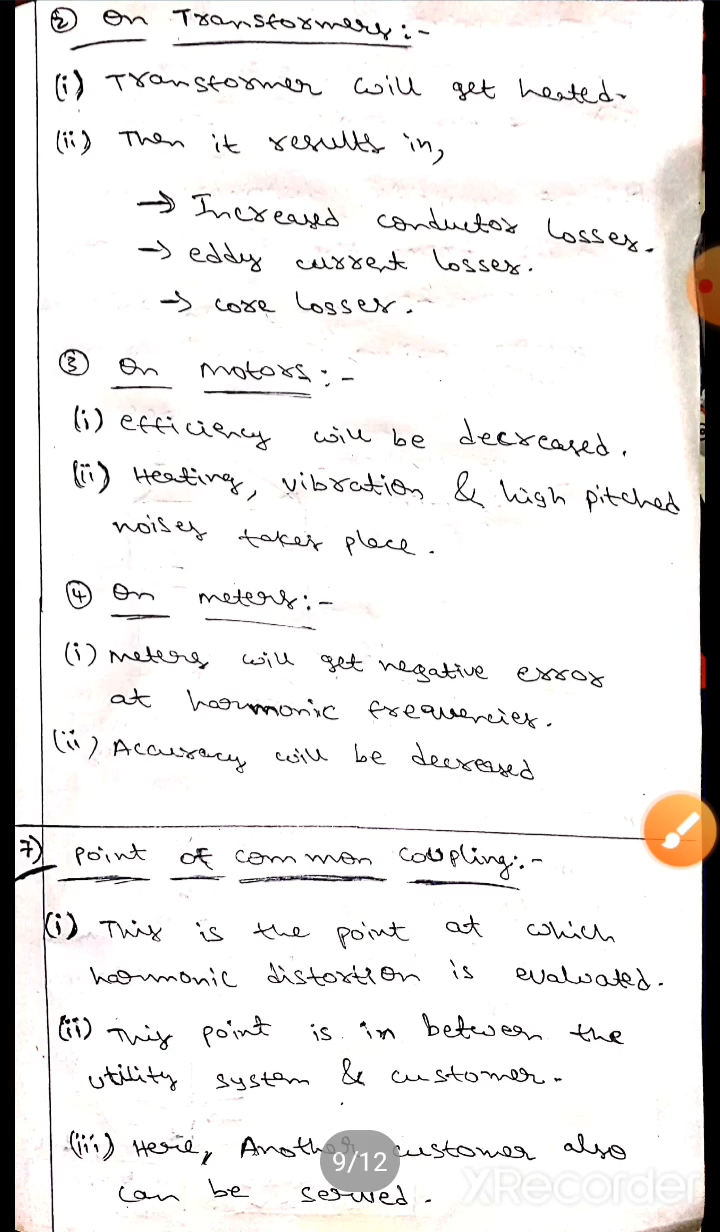 ② On Transformers:-
(i) Transformer will get heated.
(ii) Then it results in,
→ Increased conductor losses.
→ eddy current losses.
→ core losses.
③ On motors:-
(i) efficiency will be decreased.
(ii) Heating, vibration & high pitched
noises takes place.
④ On meters:-
(i) meters will get negative error
at harmonic frequencies.
(ii) Accuracy will be decreased
7) Point of common coupling:-
(i) This is the point at which
harmonic distortion is evaluated.
(ii) This point is in between the
utility system & customer.
(iii) Here, Another customer also
can be served.
9/12
XRecorder